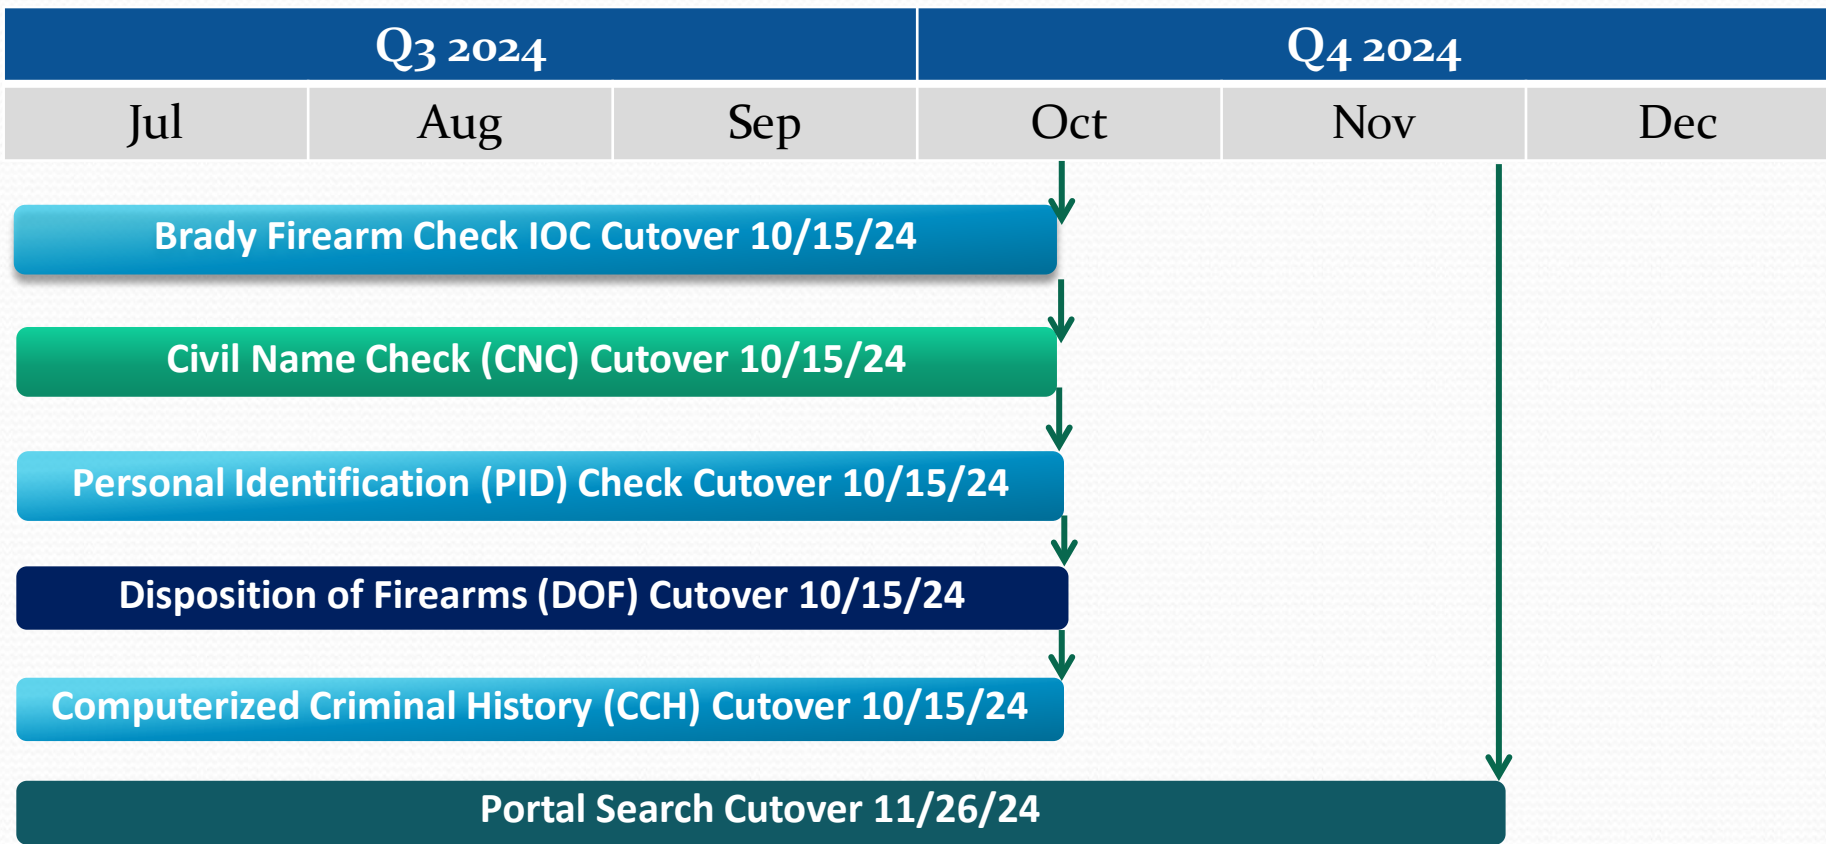 Q3 2024
Q4 2024
Jul
Aug
Sep
Oct
Nov
Dec
Brady Firearm Check IOC Cutover 10/15/24
Civil Name Check (CNC) Cutover 10/15/24
Personal Identification (PID) Check Cutover 10/15/24
Disposition of Firearms (DOF) Cutover 10/15/24
Computerized Criminal History (CCH) Cutover 10/15/24
Portal Search Cutover 11/26/24